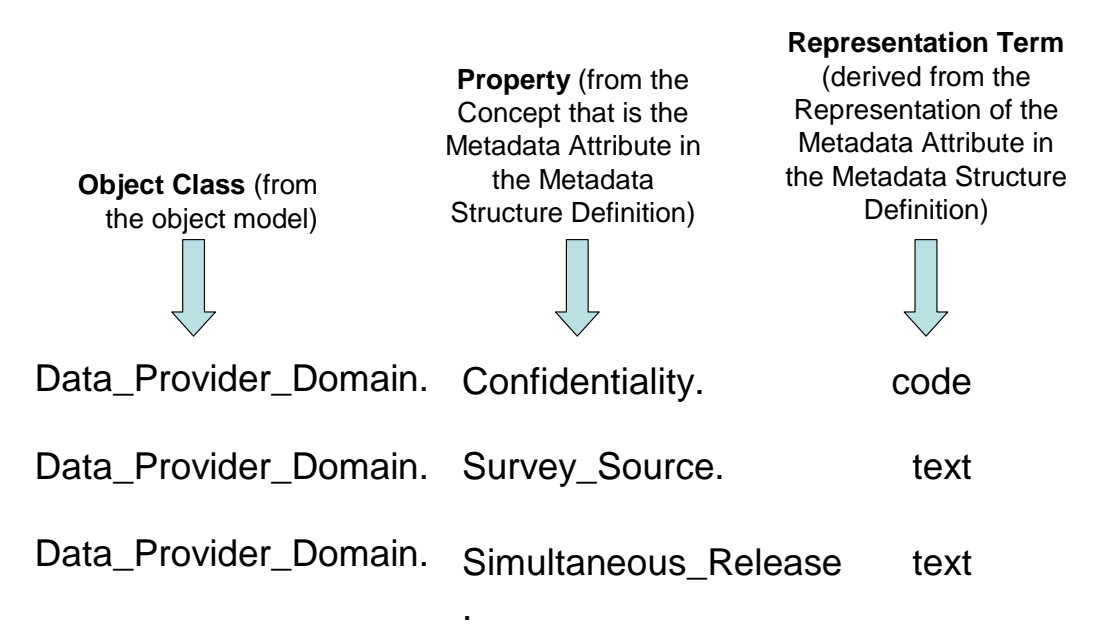 Object Class (from
the object model)
Property (from the
Concept that is the
Metadata Attribute in
the Metadata
Structure Definition)
Representation Term
(derived from the
Representation of the
Metadata Attribute in
the Metadata Structure
Definition)
Data_Provider_Domain. Confidentiality. code
Data_Provider_Domain. Survey_Source. text
Data_Provider_Domain. Simultaneous_Release text
.